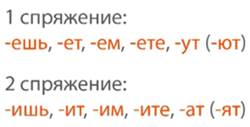 1 спряжение:
-ешь, -ет, -ем, -ете, -ут (-ют)
2 спряжение:
-ишь, -ит, -им, -ите, -ат (-ят)